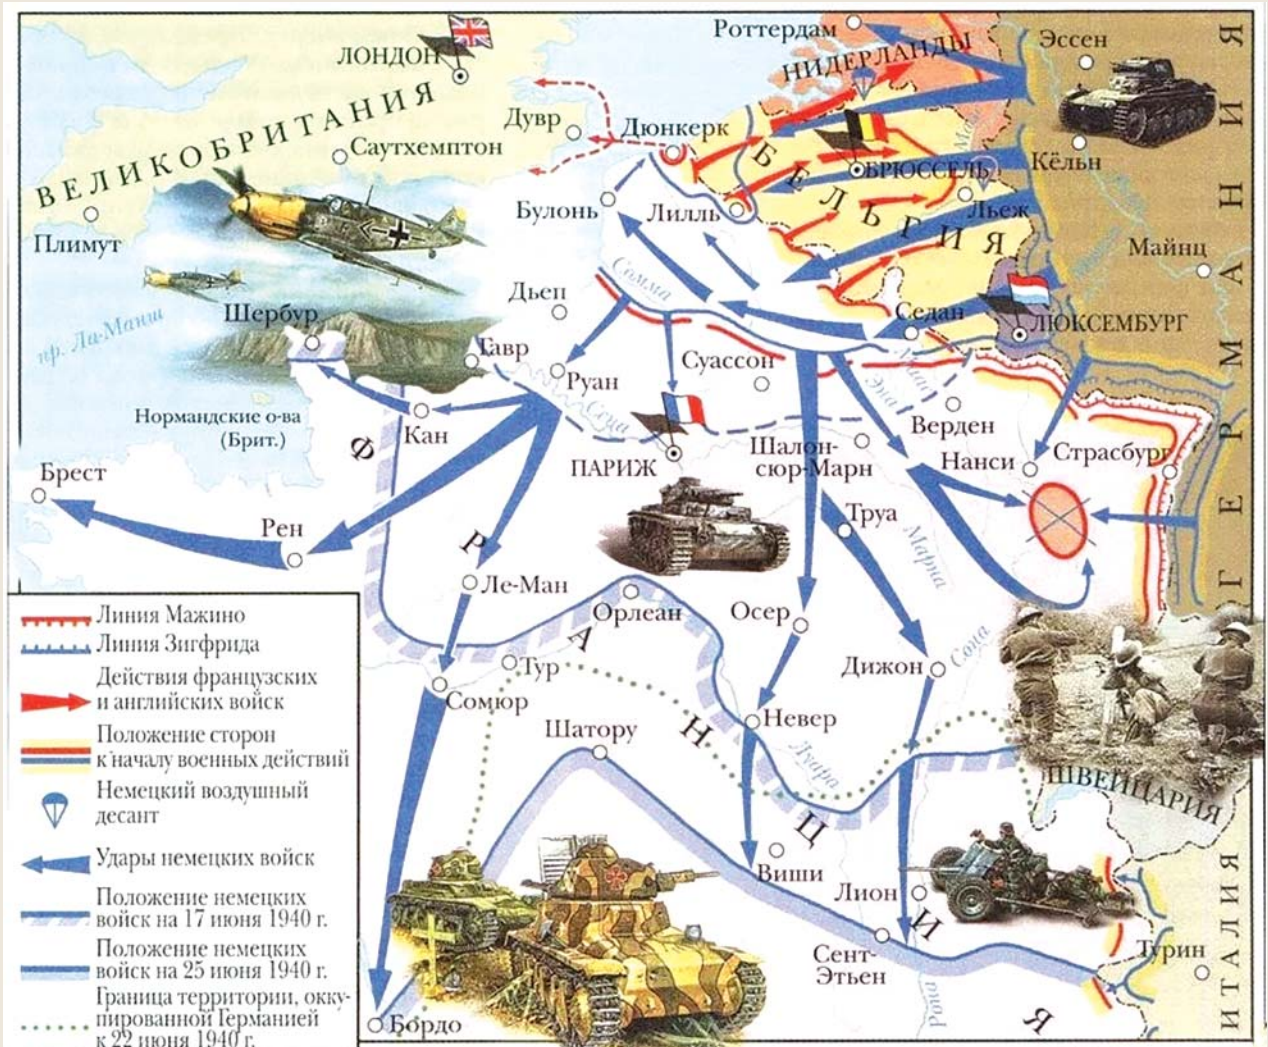 Роттердам
НИДЕРЛАНДЫ
Эссен
ЛОНДОН
ВЕЛИКОБРИТАНИЯ
Дувр
Дюнкерк
Саутхемптон
БЕЛЬГИЯ
БРЮССЕЛЬ
Кёльн
ГЕРМАНИЯ
Плимут
Булонь
Лилль
Льеж
Майнц
Сомма
Дьеп
Седан
ЛЮКСЕМБУРГ
пр. Ла-Манш
Шербур
Гавр
Руан
Суассон
Эна
Сена
Нормандские о-ва
(Брит.)
Кан
Верден
ПАРИЖ
Шалон-
сюр-Марн
Нанси
Страсбург
Брест
Рен
Труа
Марна
ФРАНЦИЯ
Ле-Ман
Орлеан
Осер
Дижон
Сона
Тур
Сомюр
Шатору
Невер
Луара
ШВЕЙЦАРИЯ
Виши
Лион
Сент-
Этьен
Рона
Турин
ИТАЛИЯ
Бордо
Линия Мажино
Линия Зигфрида
Действия французских
и английских войск
Положение сторон
к началу военных действий
Немецкий воздушный
десант
Удары немецких войск
Положение немецких
войск на 17 июня 1940 г.
Положение немецких
войск на 25 июня 1940 г.
Граница территории, окку-
пированной Германией
к 22 июня 1940 г.